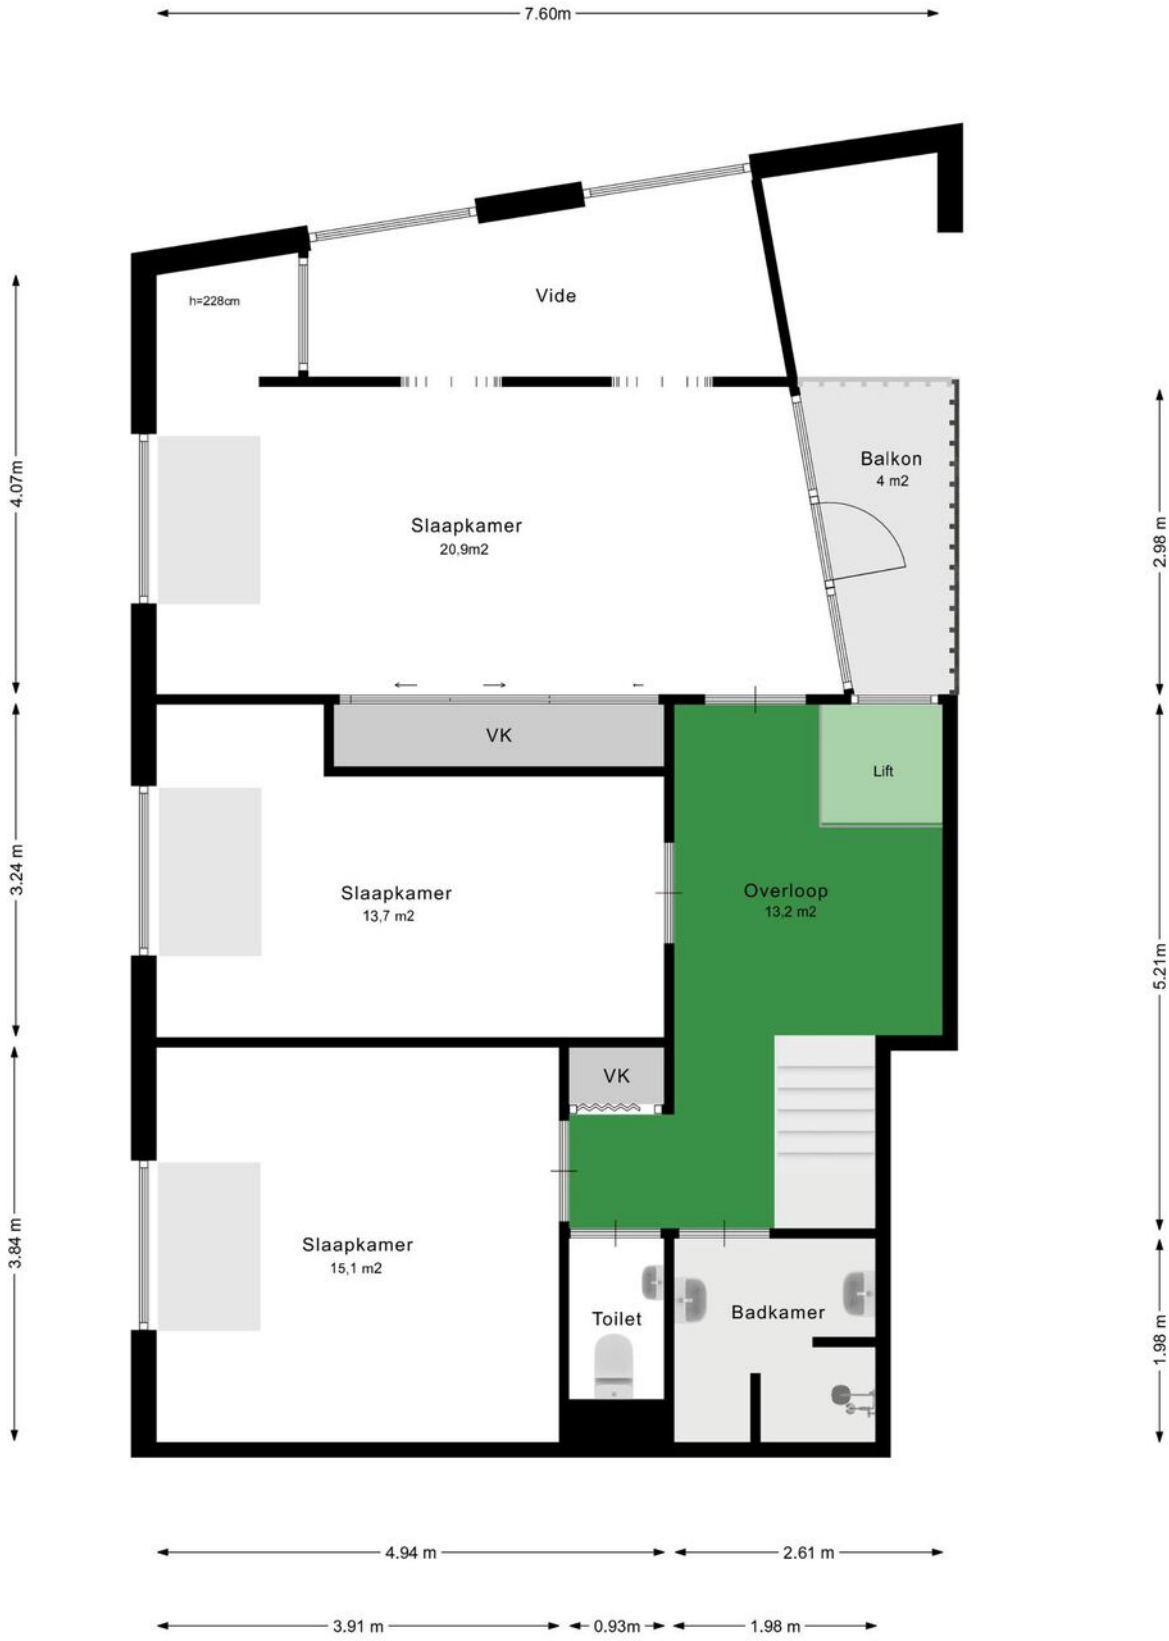 7.60m
h=228cm
Vide
4.07m
Balkon
4 m2
2.98 m
Slaapkamer
20,9m2
VK
Lift
3.24 m
Slaapkamer
13,7 m2
Overloop
13,2 m2
5.21m
VK
3.84 m
Slaapkamer
15,1 m2
Toilet
Badkamer
1.98 m
4.94 m
2.61 m
3.91 m
0.93m
1.98 m